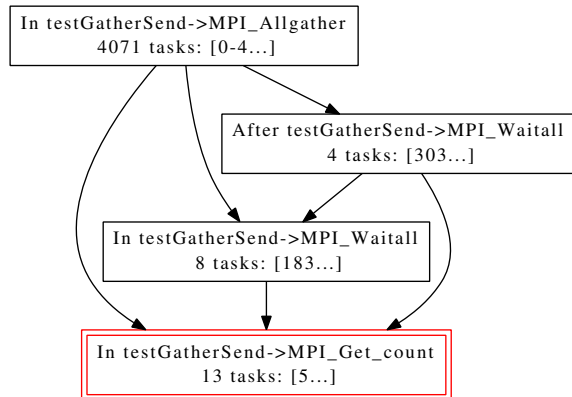 In testGatherSend->MPI_Allgather
4071 tasks: [0-4...]
After testGatherSend->MPI_Waitall
4 tasks: [303...]
In testGatherSend->MPI_Waitall
8 tasks: [183...]
In testGatherSend->MPI_Get_count
13 tasks: [5...]